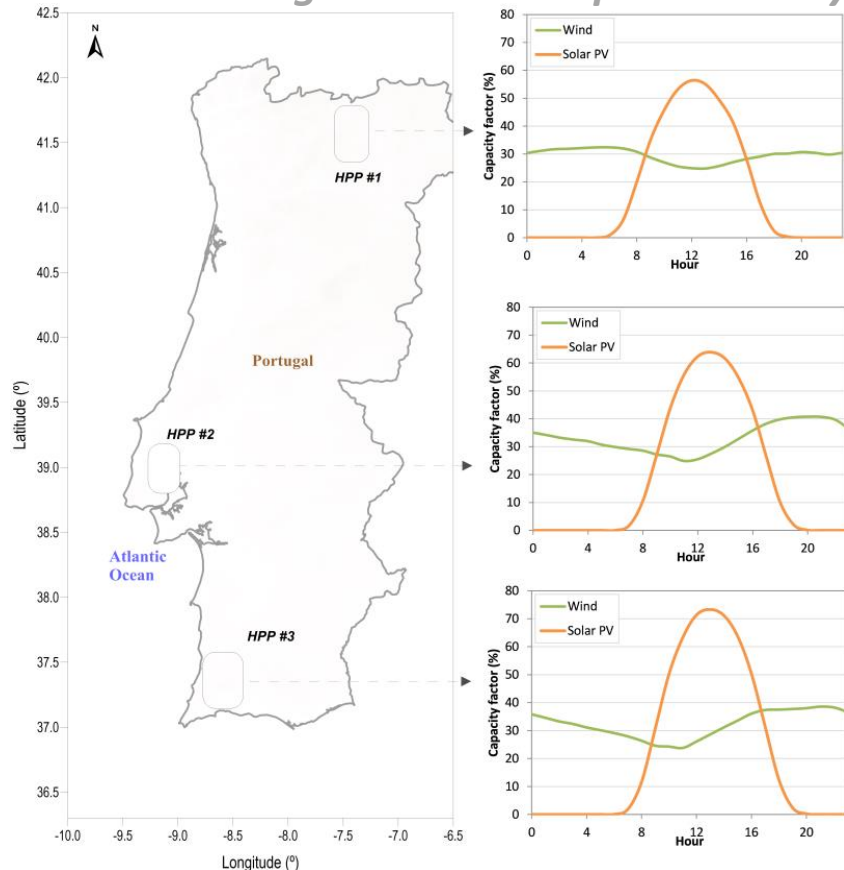 N
42.0
41.5
41.0
40.5
40.0
39.5
39.0
38.5
38.0
37.5
37.0
36.5
Latitude (º)
HPP #1
Portugal
HPP #2
Atlantic
Ocean
HPP #3
-10.0 -9.0 -8.5 -8.0 -7.5 -7.0 -6.5
Longitude (º)
80
70
60
50
40
30
20
10
0
Capacity factor (%)
Wind
Solar PV
0 4 8 12 16 20
Hour
80
70
60
50
40
30
20
10
0
Capacity factor (%)
Wind
Solar PV
0 4 8 12 16 20
Hour
80
70
60
50
40
30
20
10
0
Capacity factor (%)
Wind
Solar PV
0 4 8 12 16 20
Hour